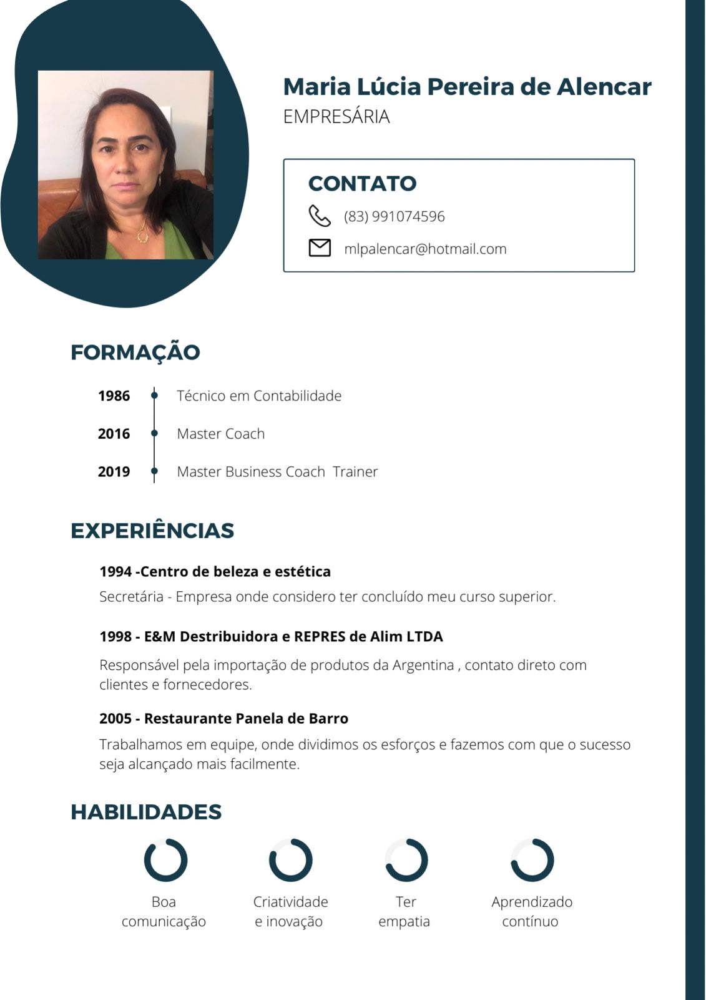 Maria Lúcia Pereira de Alencar
EMPRESÁRIA
CONTATO
(83) 991074596
mlpalencar@hotmail.com
FORMAÇÃO
1986 Técnico em Contabilidade
2016 Master Coach
2019 Master Business Coach  Trainer
EXPERIÊNCIAS
1994 -Centro de beleza e estética
Secretária - Empresa onde considero ter concluído meu curso superior.
1998 - E&M Destribuidora e REPRES de Alim LTDA
Responsável pela importação de produtos da Argentina , contato direto com
clientes e fornecedores.
2005 - Restaurante Panela de Barro
Trabalhamos em equipe, onde dividimos os esforços e fazemos com que o sucesso
seja alcançado mais facilmente.
HABILIDADES
Boa
comunicação
Criatividade
e inovação
Ter
empatia
Aprendizado
contínuo